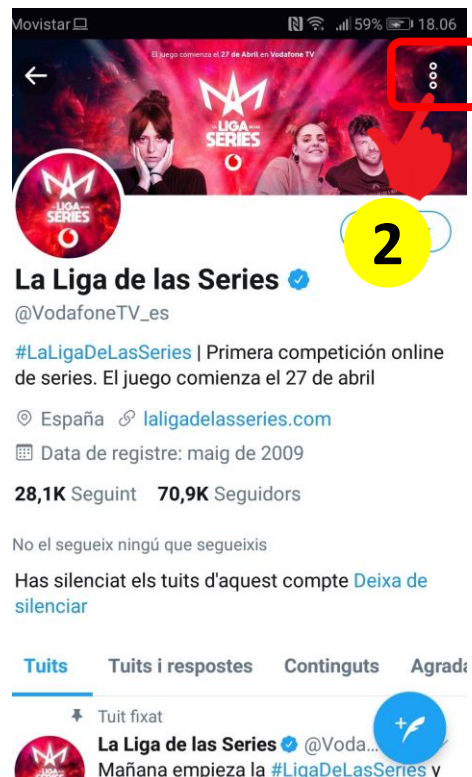 Movistar 59% 18.06
El juego comienza el 27 de Abril en Vodafone TV
LA LIGA DE LAS
SERIES
LA LIGA DE LAS
SERIES
2
La Liga de las Series
@VodafoneTV_es
#LaLigaDeLasSeries | Primera competición online
de series. El juego comienza el 27 de abril
España laligadelasseries.com
Data de registre: maig de 2009
28,1K Seguint 70,9K Seguidors
No el segueix ningú que segueixis
Has silenciat els tuits d'aquest compte Deixa de
silenciar
Tuits Tuits i respostes Continguts Agrada
Tuit fixat
La Liga de las Series @Voda...
Mañana empieza la #LigaDeLasSeries y